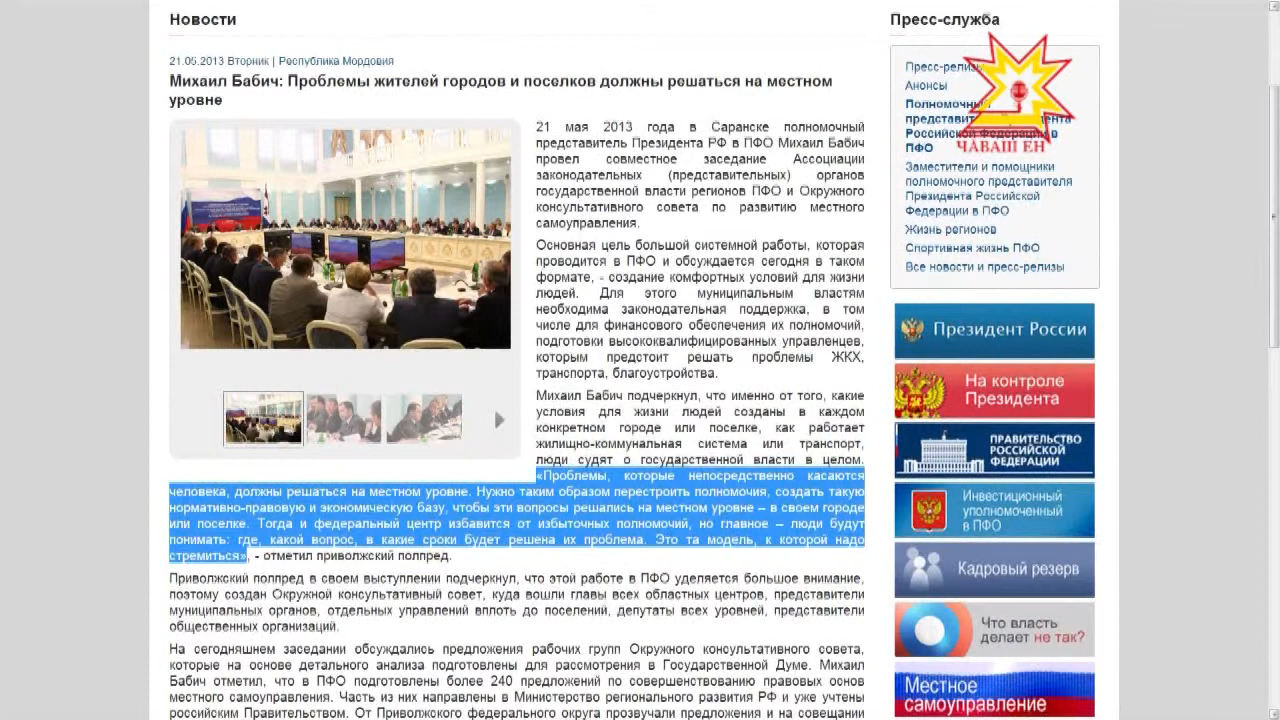 Новости
21.05.2013 Вторник | Республика Мордовия
Михаил Бабич: Проблемы жителей городов и поселков должны решаться на местном
уровне
21 мая 2013 года в Саранске полномочный
представитель Президента РФ в ПФО Михаил Бабич
провел совместное заседание Ассоциации
законодательных (представительных) органов
государственной власти регионов ПФО и Окружного
консультативного совета по развитию местного
самоуправления.
Основная цель большой системной работы, которая
проводится в ПФО и обсуждается сегодня в таком
формате, - создание комфортных условий для жизни
людей. Для этого муниципальным властям
необходима законодательная поддержка, в том
числе для финансового обеспечения их полномочий,
подготовки высококвалифицированных управленцев,
которым предстоит решать проблемы ЖКХ,
транспорта, благоустройства.
Михаил Бабич подчеркнул, что именно от того, какие
условия для жизни людей созданы в каждом
конкретном городе или поселке, как работает
жилищно-коммунальная система или транспорт,
люди судят о государственной власти в целом.
«Проблемы, которые непосредственно касаются
человека, должны решаться на местном уровне. Нужно таким образом перестроить полномочия, создать такую
нормативно-правовую и экономическую базу, чтобы эти вопросы решались на местном уровне – в своем городе
или поселке. Тогда и федеральный центр избавится от избыточных полномочий, но главное – люди будут
понимать: где, какой вопрос, в какие сроки будет решена их проблема. Это та модель, к которой надо
стремиться», - отметил приволжский полпред.
Приволжский полпред в своем выступлении подчеркнул, что этой работе в ПФО уделяется большое внимание,
поэтому создан Окружной консультативный совет, куда вошли главы всех областных центров, представители
муниципальных органов, отдельных управлений вплоть до поселений, депутаты всех уровней, представители
общественных организаций.
На сегодняшнем заседании обсуждались предложения рабочих групп Окружного консультативного совета,
которые на основе детального анализа подготовлены для рассмотрения в Государственной Думе. Михаил
Бабич отметил, что в ПФО подготовлены более 240 предложений по совершенствованию правовых основ
местного самоуправления. Часть из них направлены в Министерство регионального развития РФ и уже учтены
российским Правительством. От Приволжского федерального округа прозвучали предложения и на совещании
Пресс-служба
Пресс-релизы
Анонсы
Полномочный
представитель Президента
Российской Федерации в
ПФО
ЧĂВАШ ЕН
Заместители и помощники
полномочного представителя
Президента Российской
Федерации в ПФО
Жизнь регионов
Спортивная жизнь ПФО
Все новости и пресс-релизы
Президент России
На контроле
Президента
ПРАВИТЕЛЬСТВО
РОССИЙСКОЙ
ФЕДЕРАЦИИ
Инвестиционный
уполномоченный
в ПФО
Кадровый резерв
Что власть
делает не так?
Местное
самоуправление